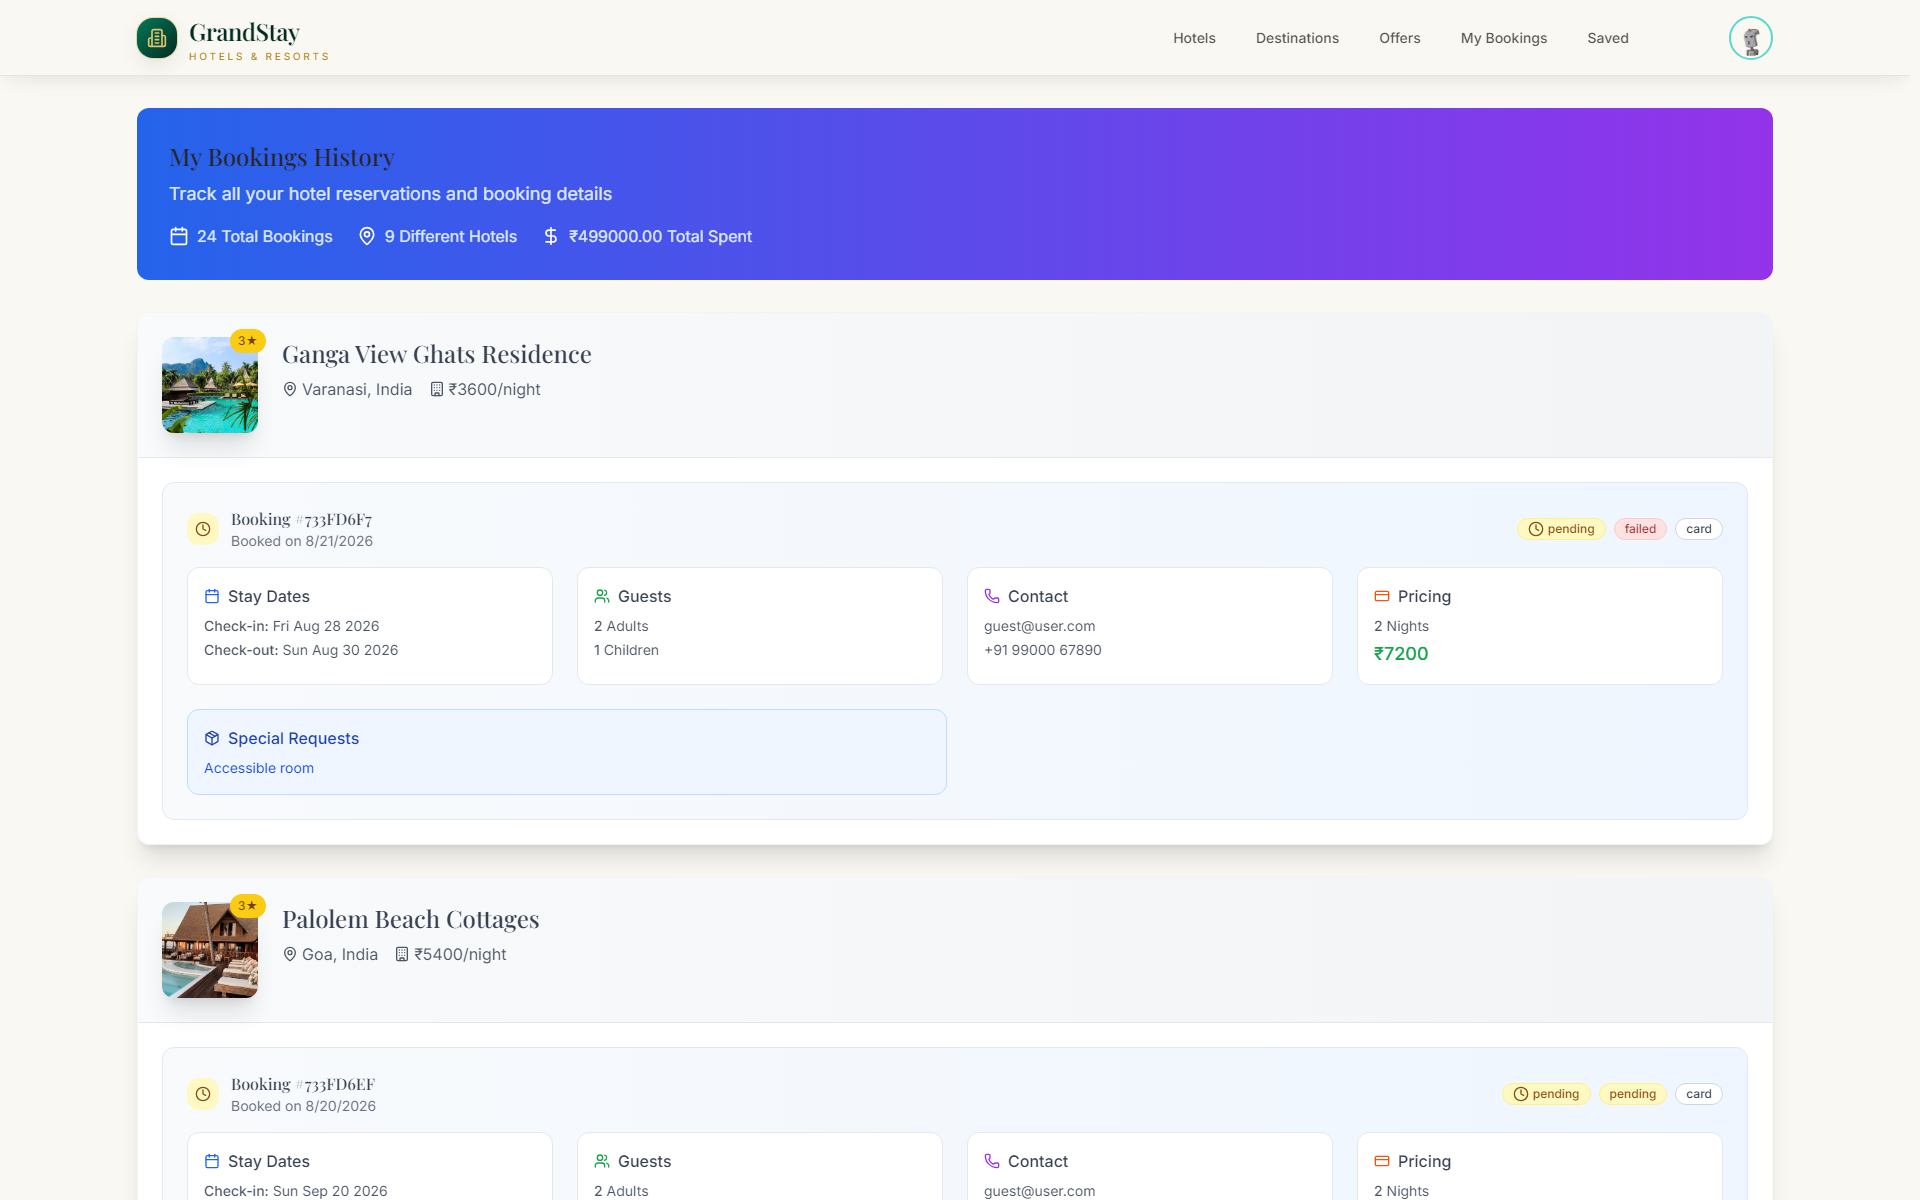 GrandStay
HOTELS & RESORTS
Hotels
Destinations
Offers
My Bookings
Saved
My Bookings History
Track all your hotel reservations and booking details
24 Total Bookings
9 Different Hotels
₹499000.00 Total Spent
3★
Ganga View Ghats Residence
Varanasi, India
₹3600/night
Booking #733FD6F7
Booked on 8/21/2026
pending
failed
card
Stay Dates
Check-in: Fri Aug 28 2026
Check-out: Sun Aug 30 2026
Guests
2 Adults
1 Children
Contact
guest@user.com
+91 99000 67890
Pricing
2 Nights
₹7200
Special Requests
Accessible room
3★
Palolem Beach Cottages
Goa, India
₹5400/night
Booking #733FD6EF
Booked on 8/20/2026
pending
pending
card
Stay Dates
Check-in: Sun Sep 20 2026
Guests
2 Adults
Contact
guest@user.com
Pricing
2 Nights